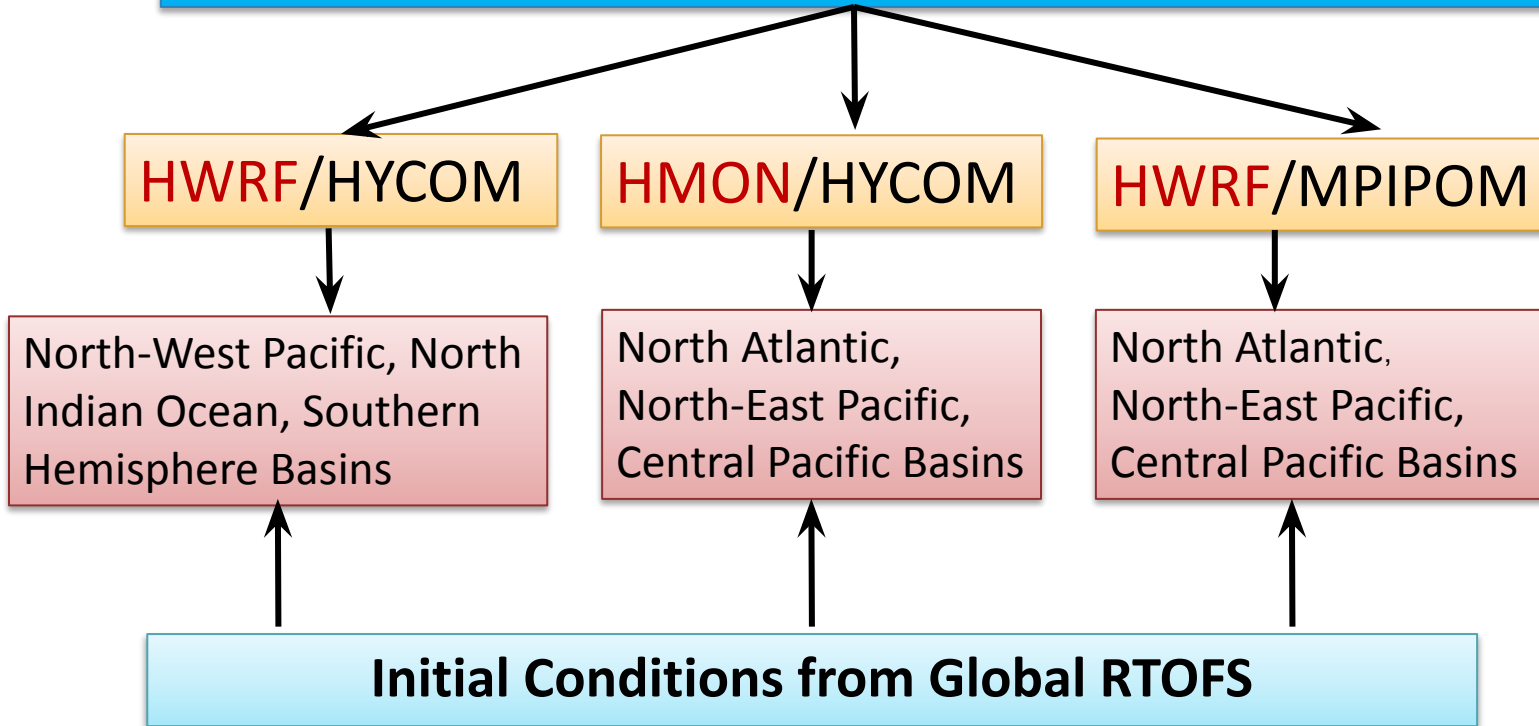 HWRF/HYCOM
HMON/HYCOM
HWRF/MPIPOM
North-West Pacific, North
Indian Ocean, Southern
Hemisphere Basins
North Atlantic,
North-East Pacific,
Central Pacific Basins
North Atlantic,
North-East Pacific,
Central Pacific Basins
Initial Conditions from Global RTOFS